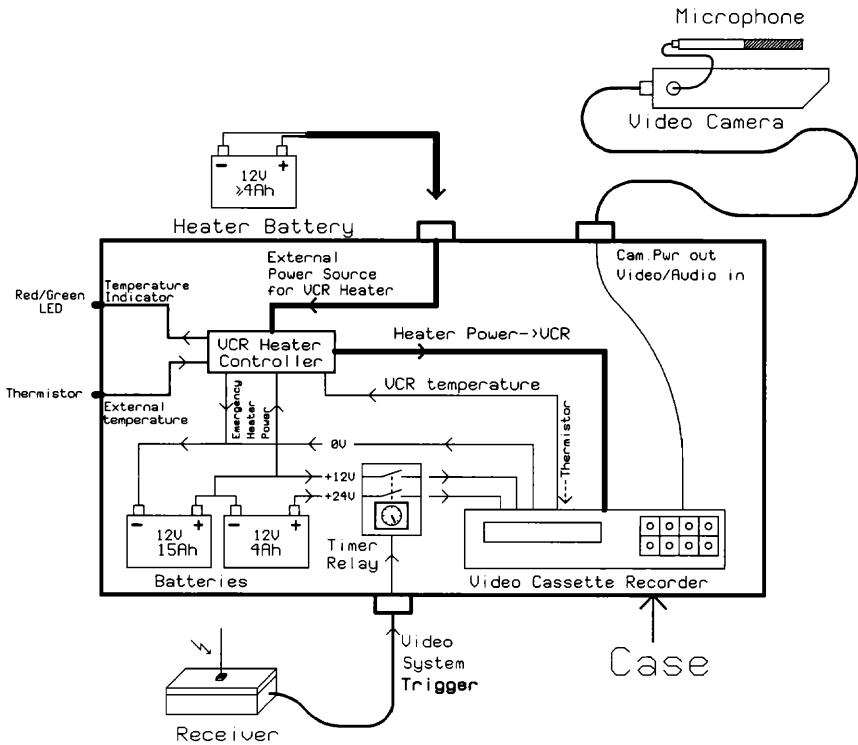 Microphone
Video Camera
- +
12V
≥4Ah
Heater Battery
Cam.Pwr out
Video/Audio in
External
Power Source
for VCR Heater
Temperature
Indicator
Red/Green
LED
VCR Heater
Controller
Heater Power->VCR
Thermistor
External
temperature
VCR temperature
Emergency
Heater
Power
<---Thermistor
0V
+12V
+24V
- +
12V
15Ah
- +
12V
4Ah
Batteries
Timer
Relay
Video Cassette Recorder
Video
System
Trigger
Case
Receiver